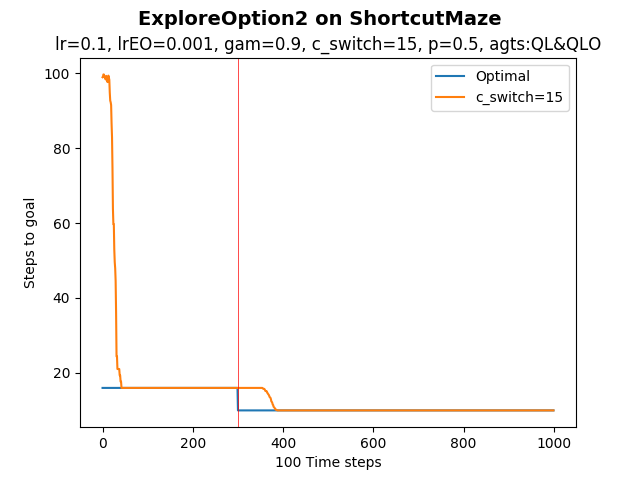 ExploreOption2 on ShortcutMaze
lr=0.1, lrEO=0.001, gam=0.9, c_switch=15, p=0.5, agts:QL&QLO
Optimal
c_switch=15
Steps to goal
100
80
60
40
20
0
200
400
600
800
1000
100 Time steps